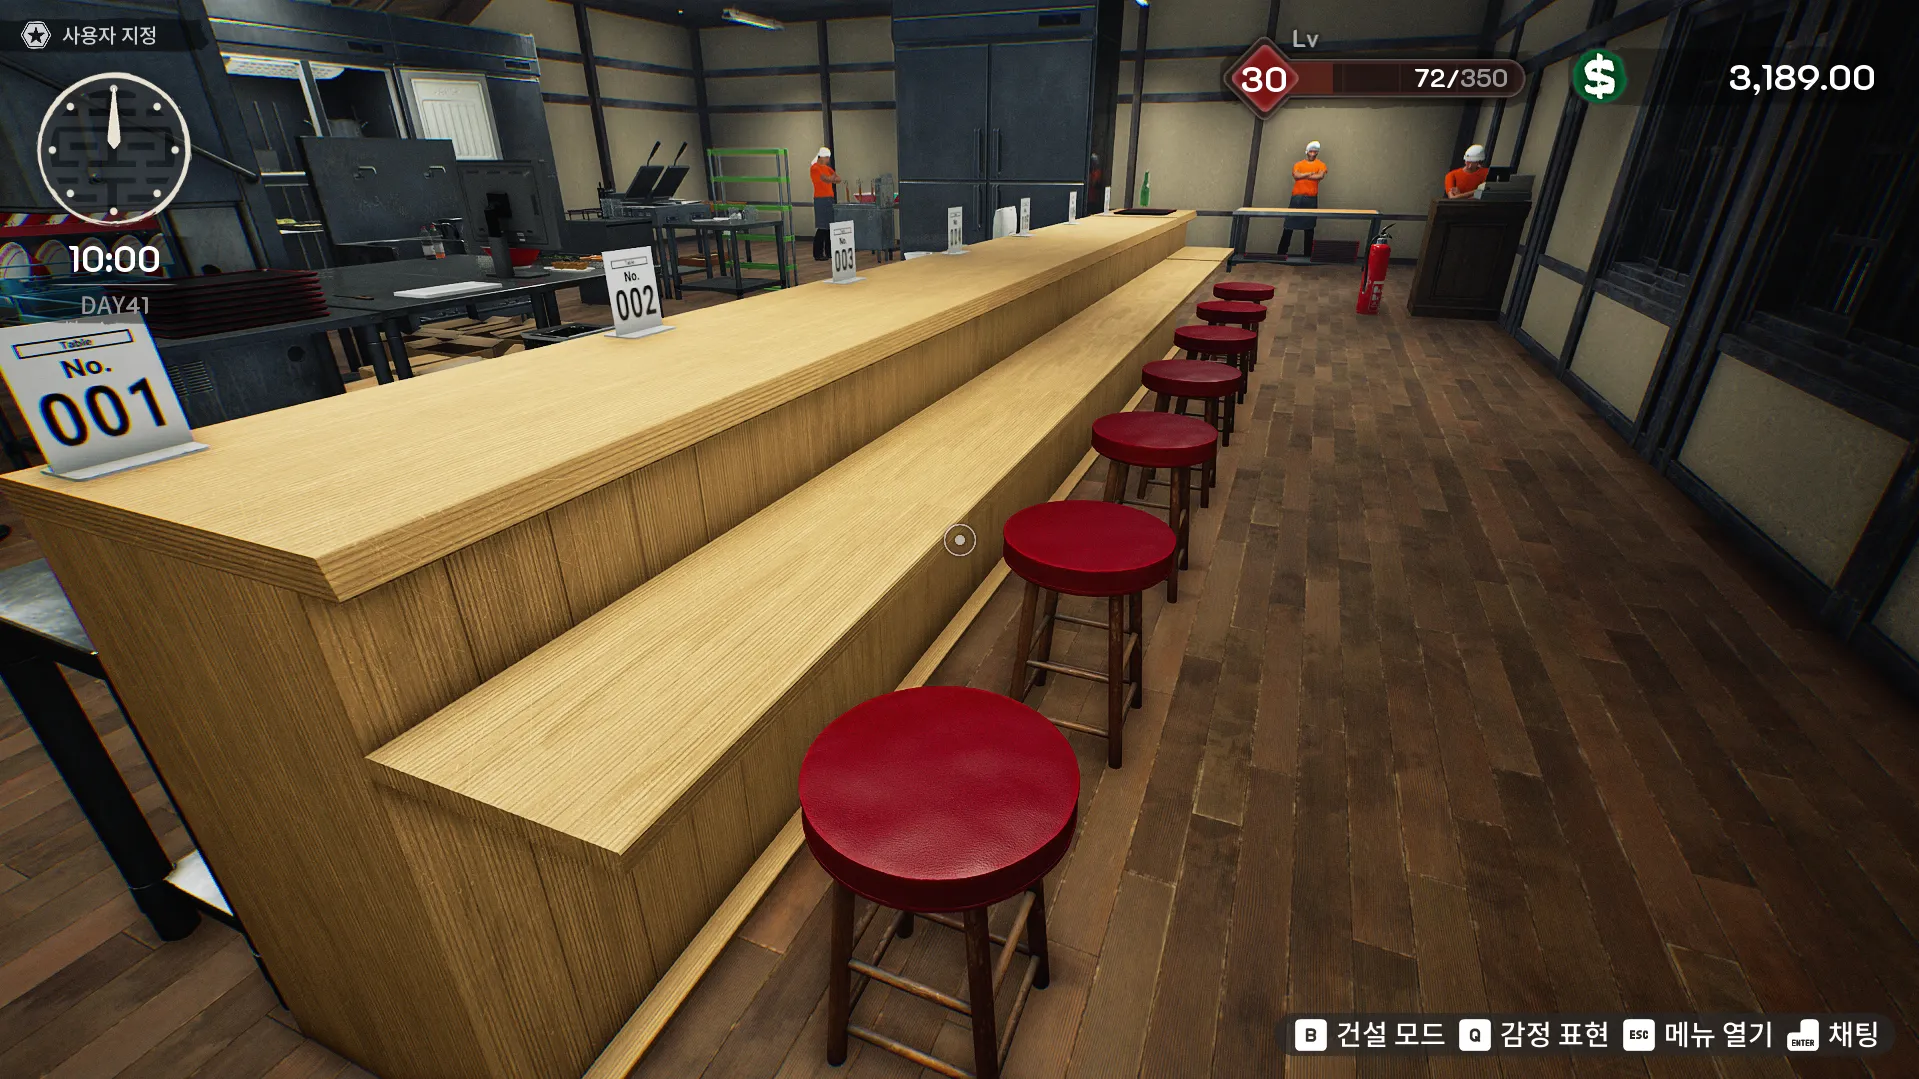 사용자 지정
Lv
30
72/350
3,189.00
10:00
DAY41
Table
No.
001
No.
002
No.
003
B 건설 모드 Q 감정 표현 ESC 메뉴 열기 ENTER 채팅